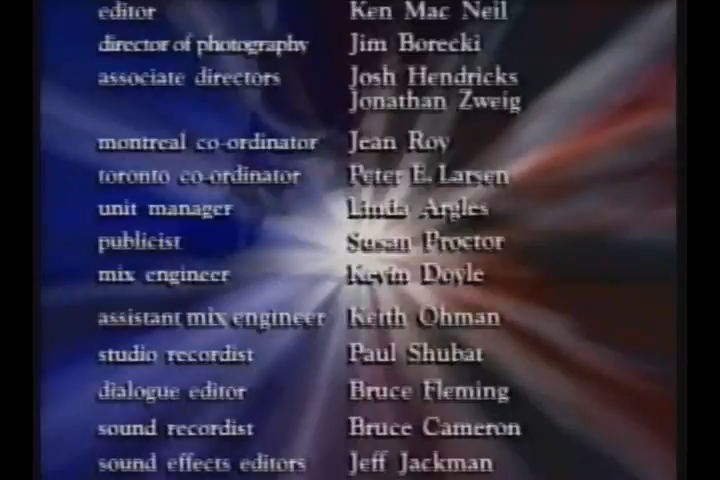 editor Ken Mac Neil
director of photography Jim Borecki
associate directors Josh Hendricks
Jonathan Zweig
montreal co-ordinator Jean Roy
toronto co-ordinator Peter E. Larsen
unit manager Linda Argles
publicist Susan Proctor
mix engineer Kevin Doyle
assistant mix engineer Keith Ohman
studio recordist Paul Shubat
dialogue editor Bruce Fleming
sound recordist Bruce Cameron
sound effects editors Jeff Jackman